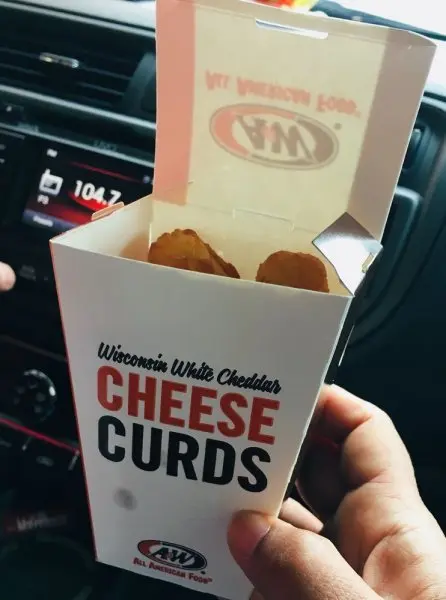 All American Food
A&W
104.7
Wisconsin White Cheddar
CHEESE
CURDS
A&W
All American Food